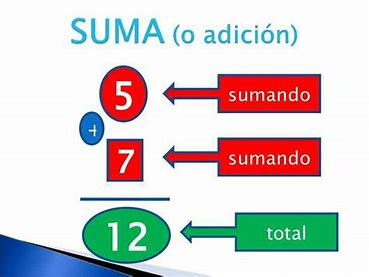 SUMA (o adición)
5 sumando
+
7 sumando
12 total